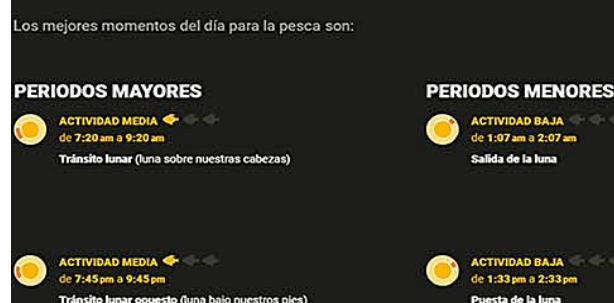 Los mejores momentos del día para la pesca son:
PERIODOS MAYORES
ACTIVIDAD MEDIA
de 7:20 am a 9:20 am
Tránsito lunar (luna sobre nuestras cabezas)
ACTIVIDAD MEDIA
de 7:45 pm a 9:45 pm
Tránsito lunar opuesto (luna bajo nuestros pies)
PERIODOS MENORES
ACTIVIDAD BAJA
de 1:07 am a 2:07 am
Salida de la luna
ACTIVIDAD BAJA
de 1:33 pm a 2:33 pm
Puesta de la luna